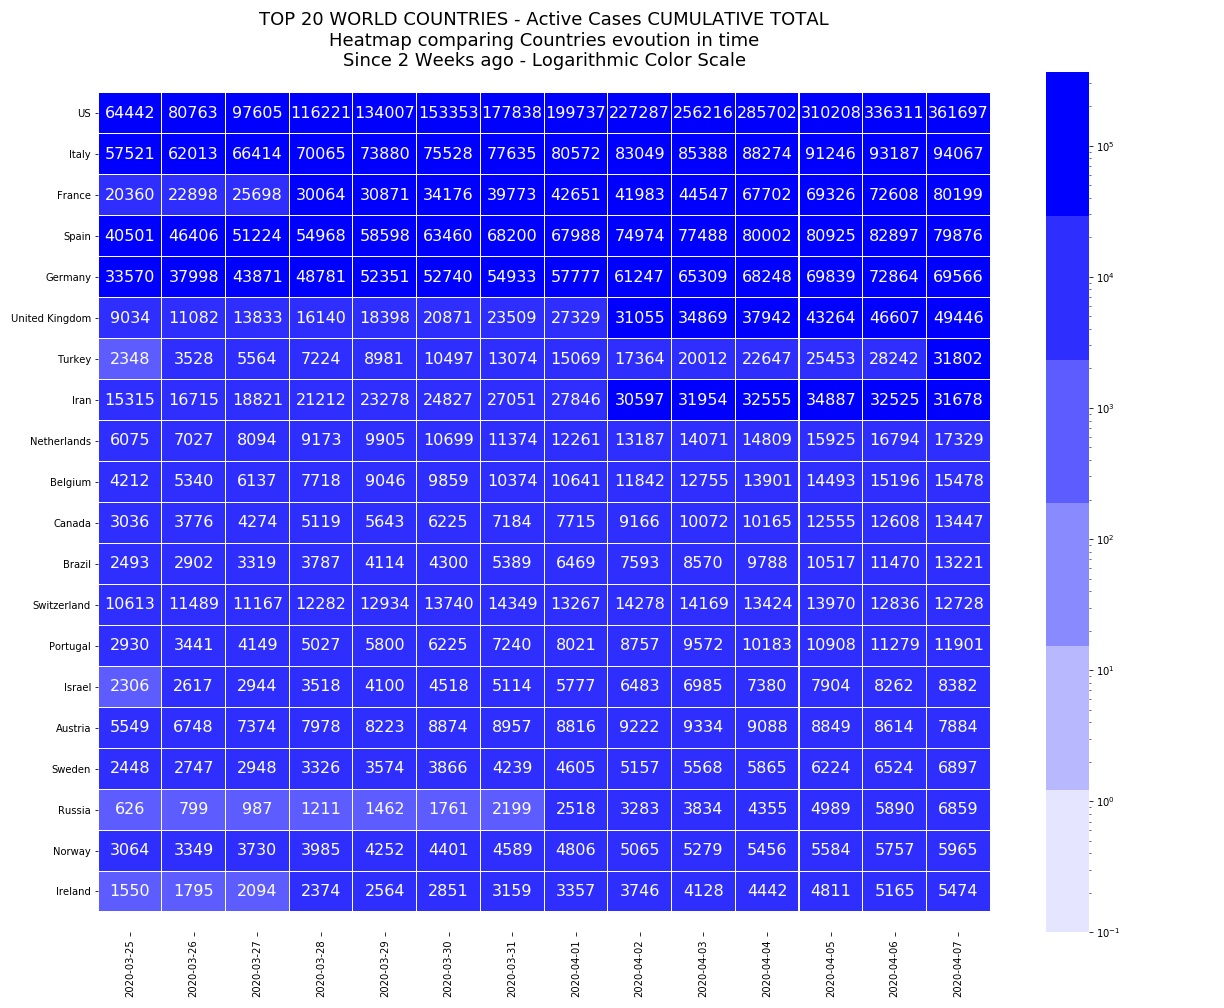 TOP 20 WORLD COUNTRIES - Active Cases CUMULATIVE TOTAL
Heatmap comparing Countries evoution in time
Since 2 Weeks ago - Logarithmic Color Scale
US 64442 80763 97605 116221 134007 153353 177838 199737 227287 256216 285702 310208 336311 361697
Italy 57521 62013 66414 70065 73880 75528 77635 80572 83049 85388 88274 91246 93187 94067
France 20360 22898 25698 30064 30871 34176 39773 42651 41983 44547 67702 69326 72608 80199
Spain 40501 46406 51224 54968 58598 63460 68200 67988 74974 77488 80002 80925 82897 79876
Germany 33570 37998 43871 48781 52351 52740 54933 57777 61247 65309 68248 69839 72864 69566
United Kingdom 9034 11082 13833 16140 18398 20871 23509 27329 31055 34869 37942 43264 46607 49446
Turkey 2348 3528 5564 7224 8981 10497 13074 15069 17364 20012 22647 25453 28242 31802
Iran 15315 16715 18821 21212 23278 24827 27051 27846 30597 31954 32555 34887 32525 31678
Netherlands 6075 7027 8094 9173 9905 10699 11374 12261 13187 14071 14809 15925 16794 17329
Belgium 4212 5340 6137 7718 9046 9859 10374 10641 11842 12755 13901 14493 15196 15478
Canada 3036 3776 4274 5119 5643 6225 7184 7715 9166 10072 10165 12555 12608 13447
Brazil 2493 2902 3319 3787 4114 4300 5389 6469 7593 8570 9788 10517 11470 13221
Switzerland 10613 11489 11167 12282 12934 13740 14349 13267 14278 14169 13424 13970 12836 12728
Portugal 2930 3441 4149 5027 5800 6225 7240 8021 8757 9572 10183 10908 11279 11901
Israel 2306 2617 2944 3518 4100 4518 5114 5777 6483 6985 7380 7904 8262 8382
Austria 5549 6748 7374 7978 8223 8874 8957 8816 9222 9334 9088 8849 8614 7884
Sweden 2448 2747 2948 3326 3574 3866 4239 4605 5157 5568 5865 6224 6524 6897
Russia 626 799 987 1211 1462 1761 2199 2518 3283 3834 4355 4989 5890 6859
Norway 3064 3349 3730 3985 4252 4401 4589 4806 5065 5279 5456 5584 5757 5965
Ireland 1550 1795 2094 2374 2564 2851 3159 3357 3746 4128 4442 4811 5165 5474
2020-03-25 2020-03-26 2020-03-27 2020-03-28 2020-03-29 2020-03-30 2020-03-31 2020-04-01 2020-04-02 2020-04-03 2020-04-04 2020-04-05 2020-04-06 2020-04-07
10⁵
10⁴
10³
10²
10¹
10⁰
10⁻¹